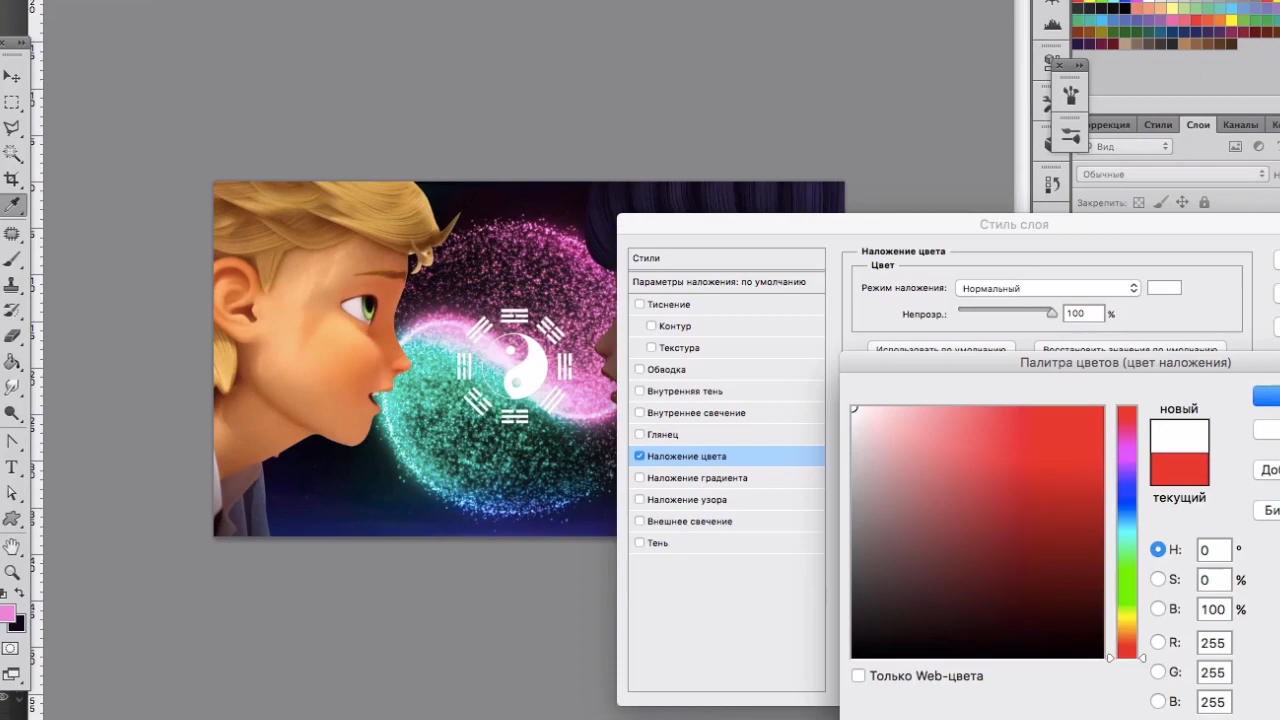 оррекция Стили Слои Каналы
Вид
Обычные
Закрепить:
Стиль слоя
Стили
Параметры наложения: по умолчанию
Тиснение
Контур
Текстура
Обводка
Внутренняя тень
Внутреннее свечение
Глянец
Наложение цвета
Наложение градиента
Наложение узора
Внешнее свечение
Тень
Наложение цвета
Цвет
Режим наложения: Нормальный
Непрозр.: 100 %
Использовать по умолчанию Восстановить значения по умолчанию
Палитра цветов (цвет наложения)
новый
текущий
Доб
Би
H: 0 °
S: 0 %
B: 100 %
R: 255
G: 255
B: 255
Только Web-цвета